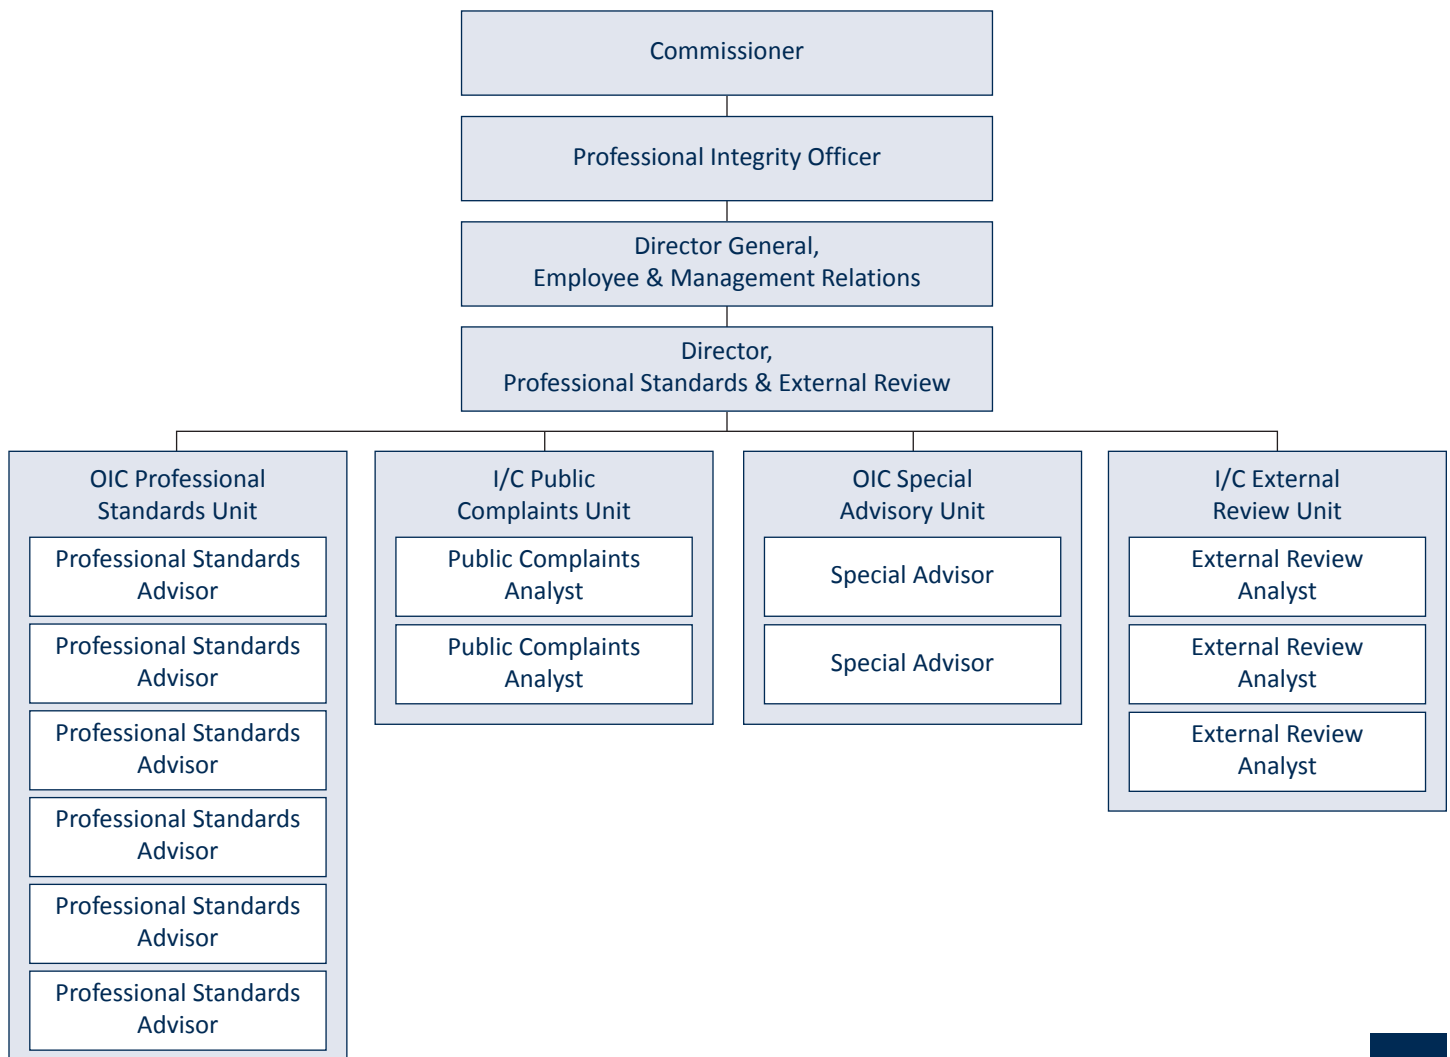 Commissioner
Professional Integrity Officer
Director General,
Employee & Management Relations
Director,
Professional Standards & External Review
OIC Professional
Standards Unit
Professional Standards
Advisor
Professional Standards
Advisor
Professional Standards
Advisor
Professional Standards
Advisor
Professional Standards
Advisor
Professional Standards
Advisor
I/C Public
Complaints Unit
Public Complaints
Analyst
Public Complaints
Analyst
OIC Special
Advisory Unit
Special Advisor
Special Advisor
I/C External
Review Unit
External Review
Analyst
External Review
Analyst
External Review
Analyst